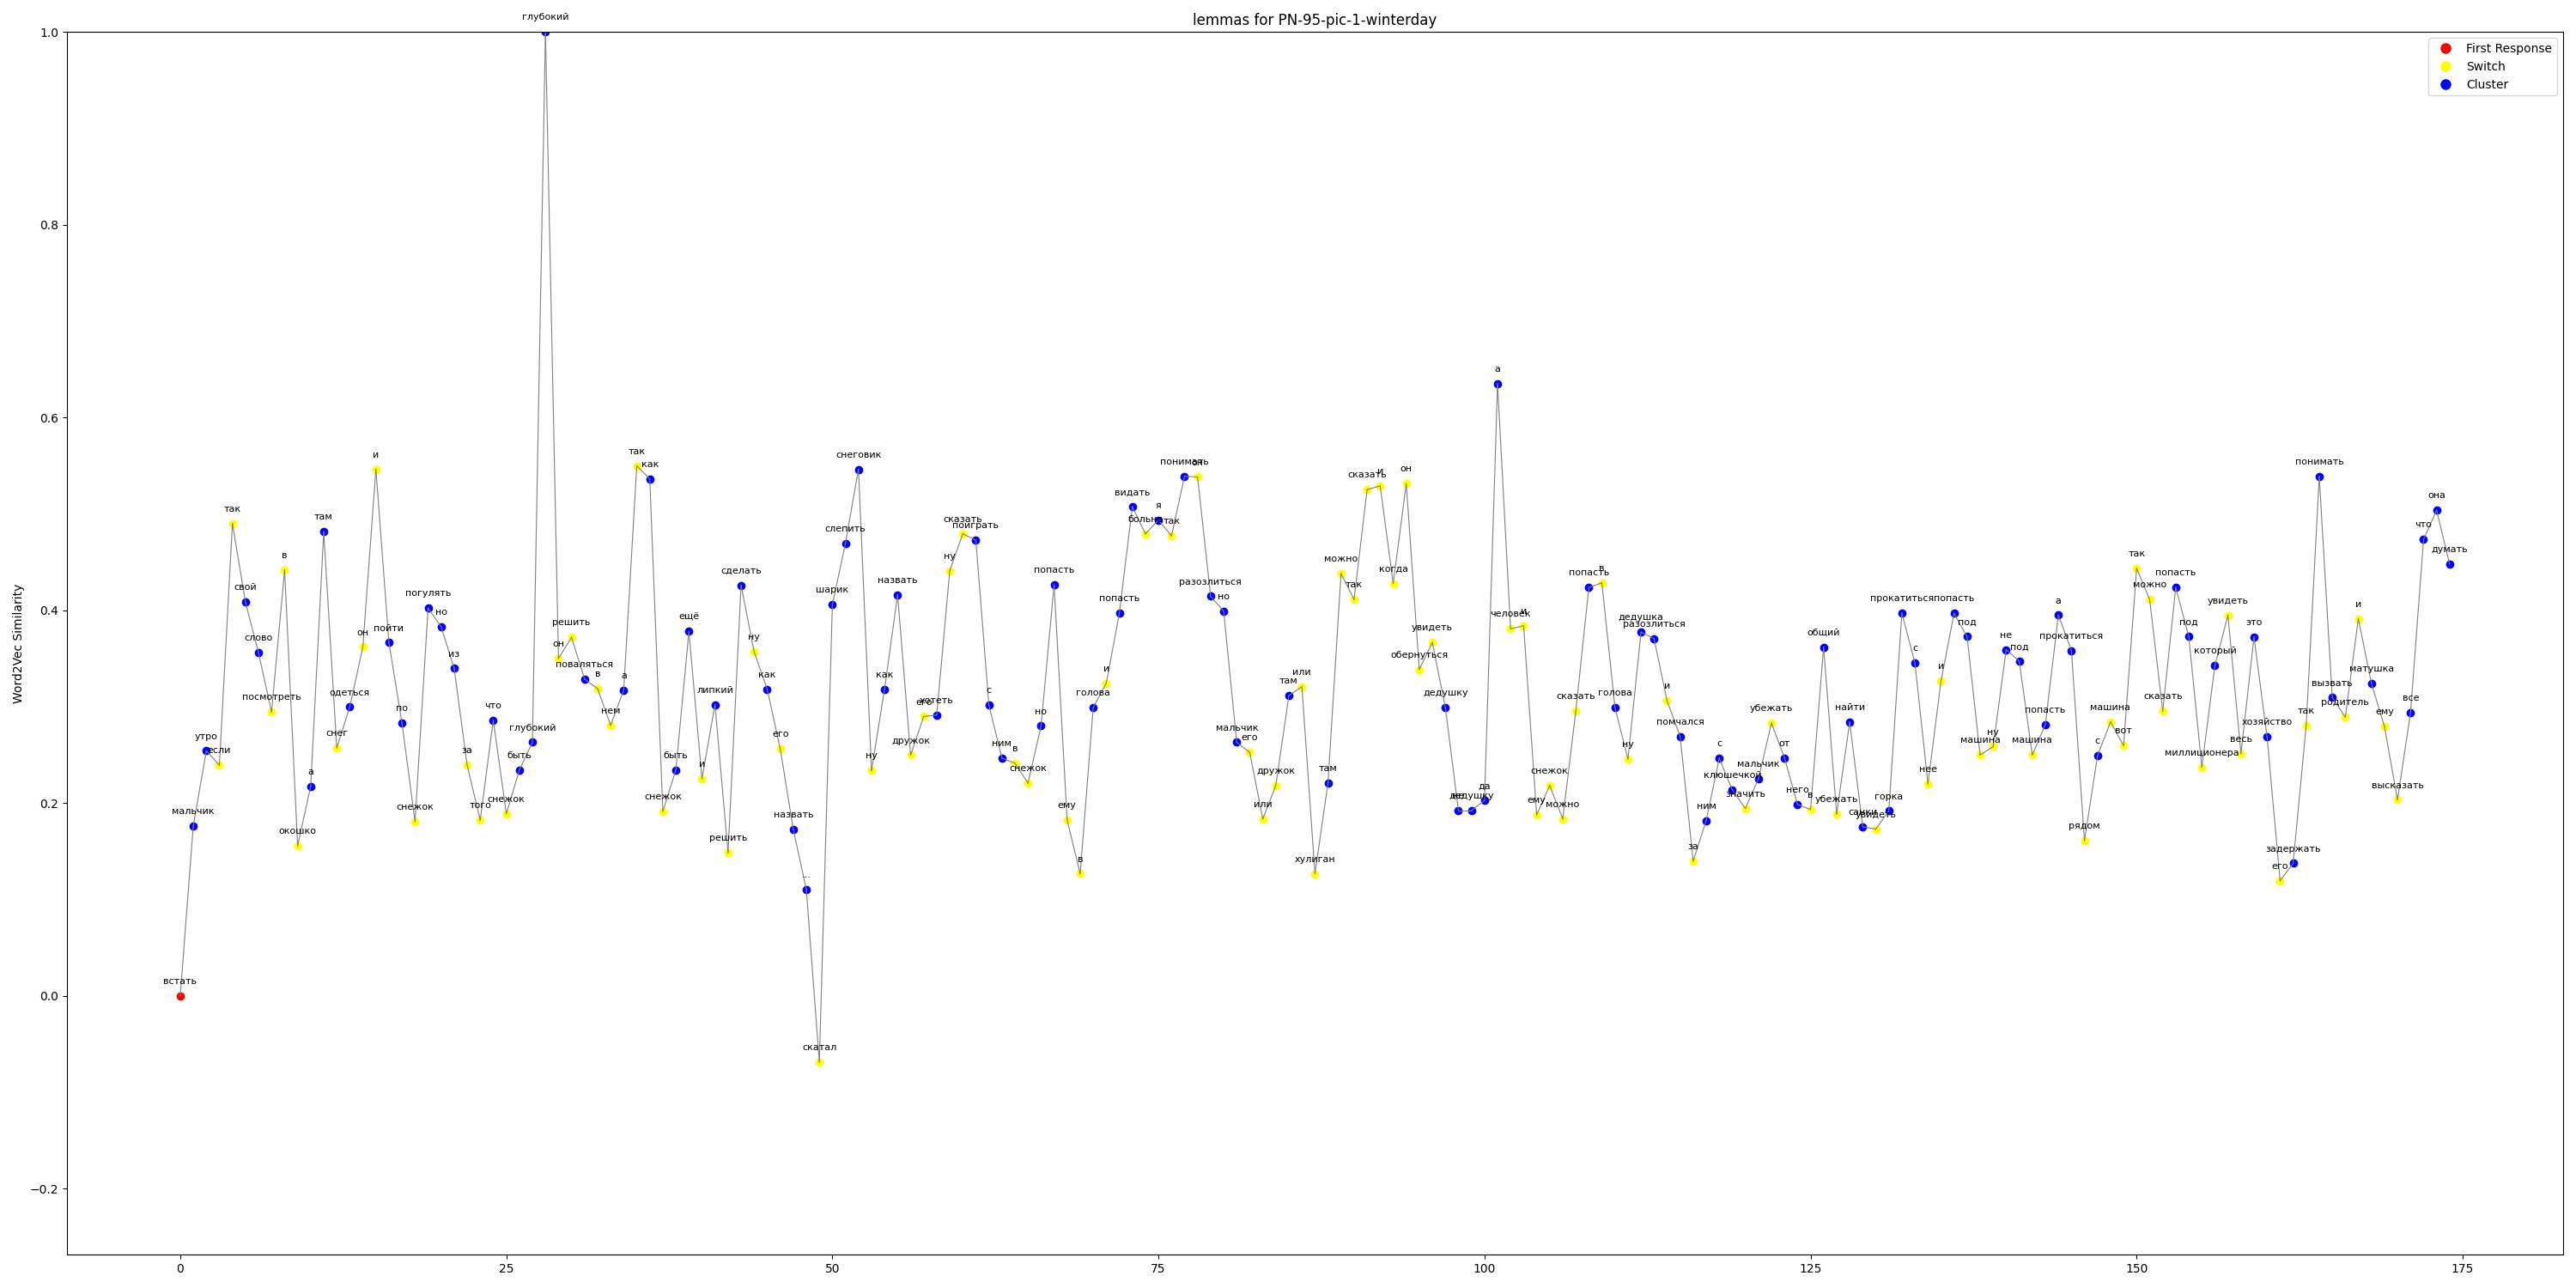 lemmas for PN-95-pic-1-winterday
First Response
Switch
Cluster
Word2Vec Similarity
1.0
0.8
0.6
0.4
0.2
0.0
−0.2
0
25
50
75
100
125
150
175
встать
мальчик
утро
если
так
свой
слово
посмотреть
в
окошко
а
там
снег
одеться
он
и
пойти
по
снежок
погулять
но
из
за
того
что
снежок
быть
глубокий
глубокий
он
решить
поваляться
в
нем
а
так
как
снежок
быть
ещё
и
липкий
решить
сделать
ну
как
его
назвать
...
скатал
шарик
слепить
снеговик
ну
как
назвать
дружок
его
хотеть
ну
сказать
поиграть
с
ним
в
снежок
но
попасть
ему
в
голова
и
попасть
видать
больно
я
так
понимать
он
разозлиться
но
мальчик
его
или
дружок
там
или
хулиган
там
можно
так
сказать
и
когда
он
обернуться
увидеть
дедушку
не
дедушку
да
а
человек
и
ему
снежок
можно
сказать
попасть
в
голова
ну
дедушка
разозлиться
и
помчался
за
ним
с
клюшечкой
значить
мальчик
убежать
от
него
в
общий
убежать
найти
санки
увидеть
горка
прокатиться
с
нее
и
попасть
под
машина
ну
не
под
машина
попасть
а
прокатиться
рядом
с
машина
вот
так
можно
сказать
попасть
под
миллиционера
который
увидеть
весь
это
хозяйство
его
задержать
так
понимать
вызвать
родитель
и
матушка
ему
высказать
все
что
она
думать